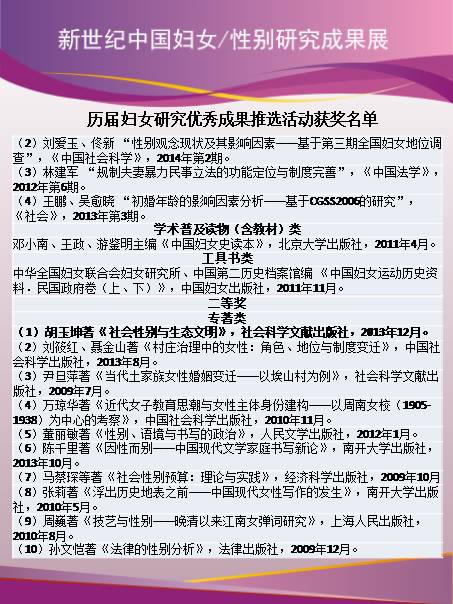 新世纪中国妇女/性别研究成果展
历届妇女研究优秀成果推选活动获奖名单
（2）刘爱玉、佟新 “性别观念现状及其影响因素——基于第三期全国妇女地位调
查”，《中国社会科学》，2014年第2期。
（3）林建军 “规制夫妻暴力民事立法的功能定位与制度完善”，《中国法学》，
2012年第6期。
（4）王鹏、吴愈晓 “初婚年龄的影响因素分析——基于CGSS2006的研究”，
《社会》，2013年第3期。
学术普及读物（含教材）类
邓小南、王政、游鉴明主编《中国妇女史读本》，北京大学出版社，2011年4月。
工具书类
中华全国妇女联合会妇女研究所、中国第二历史档案馆编 《中国妇女运动历史资
料．民国政府卷（上、下）》，中国妇女出版社，2011年11月。
二等奖
专著类
（1）胡玉坤著《社会性别与生态文明》，社会科学文献出版社，2013年12月。
（2）刘筱红、聂金山著《村庄治理中的女性：角色、地位与制度变迁》，中国社
会科学出版社，2013年8月。
（3）尹旦萍著《当代土家族女性婚姻变迁——以埃山村为例》，社会科学文献出
版社，2009年7月。
（4）万琼华著《近代女子教育思潮与女性主体身份建构——以周南女校（1905-
1938）为中心的考察》，中国社会科学出版社，2010年11月。
（5）董丽敏著《性别、语境与书写的政治》，人民文学出版社，2012年1月。
（6）陈千里著《因性而别——中国现代文学家庭书写新论》，南开大学出版社，
2013年10月。
（7）马蔡琛等著《社会性别预算：理论与实践》，经济科学出版社，2009年10月
（8）张莉著《浮出历史地表之前——中国现代女性写作的发生》，南开大学出版
社，2010年5月。
（9）周巍著《技艺与性别——晚清以来江南女弹词研究》，上海人民出版社，
2010年8月。
（10）孙文恺著《法律的性别分析》，法律出版社，2009年12月。